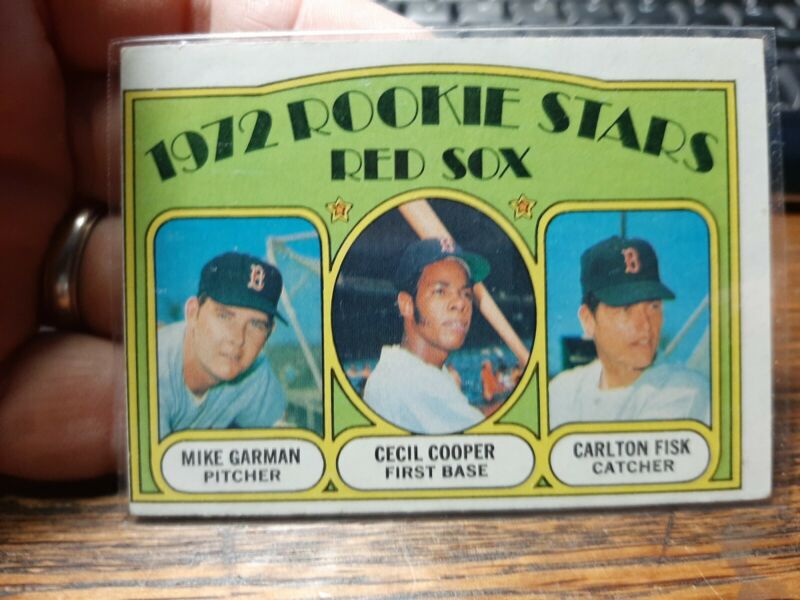 1972 ROOKIE STARS
RED SOX
B
B
B
MIKE GARMAN
PITCHER
CECIL COOPER
FIRST BASE
CARLTON FISK
CATCHER